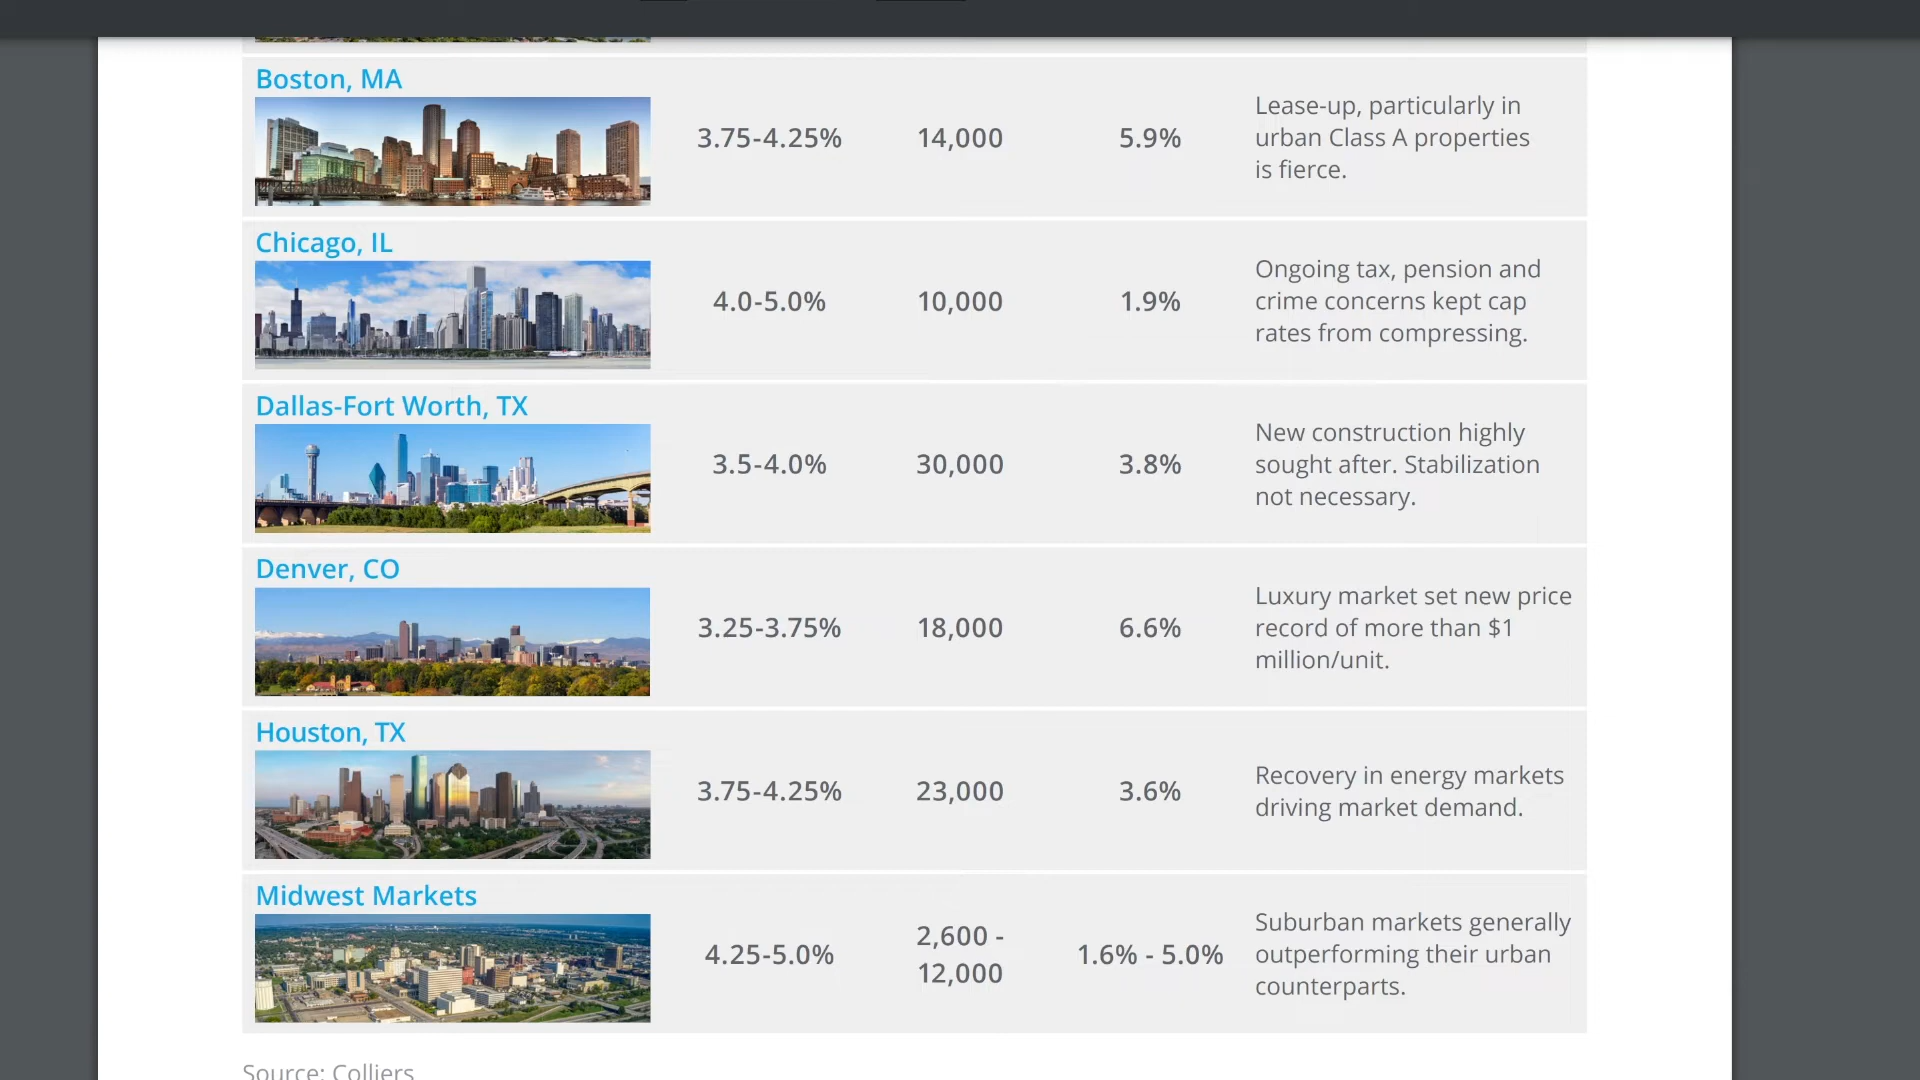 Boston, MA
3.75-4.25%
14,000
5.9%
Lease-up, particularly in
urban Class A properties
is fierce.
Chicago, IL
4.0-5.0%
10,000
1.9%
Ongoing tax, pension and
crime concerns kept cap
rates from compressing.
Dallas-Fort Worth, TX
3.5-4.0%
30,000
3.8%
New construction highly
sought after. Stabilization
not necessary.
Denver, CO
3.25-3.75%
18,000
6.6%
Luxury market set new price
record of more than $1
million/unit.
Houston, TX
3.75-4.25%
23,000
3.6%
Recovery in energy markets
driving market demand.
Midwest Markets
4.25-5.0%
2,600 -
12,000
1.6% - 5.0%
Suburban markets generally
outperforming their urban
counterparts.
Source: Colliers